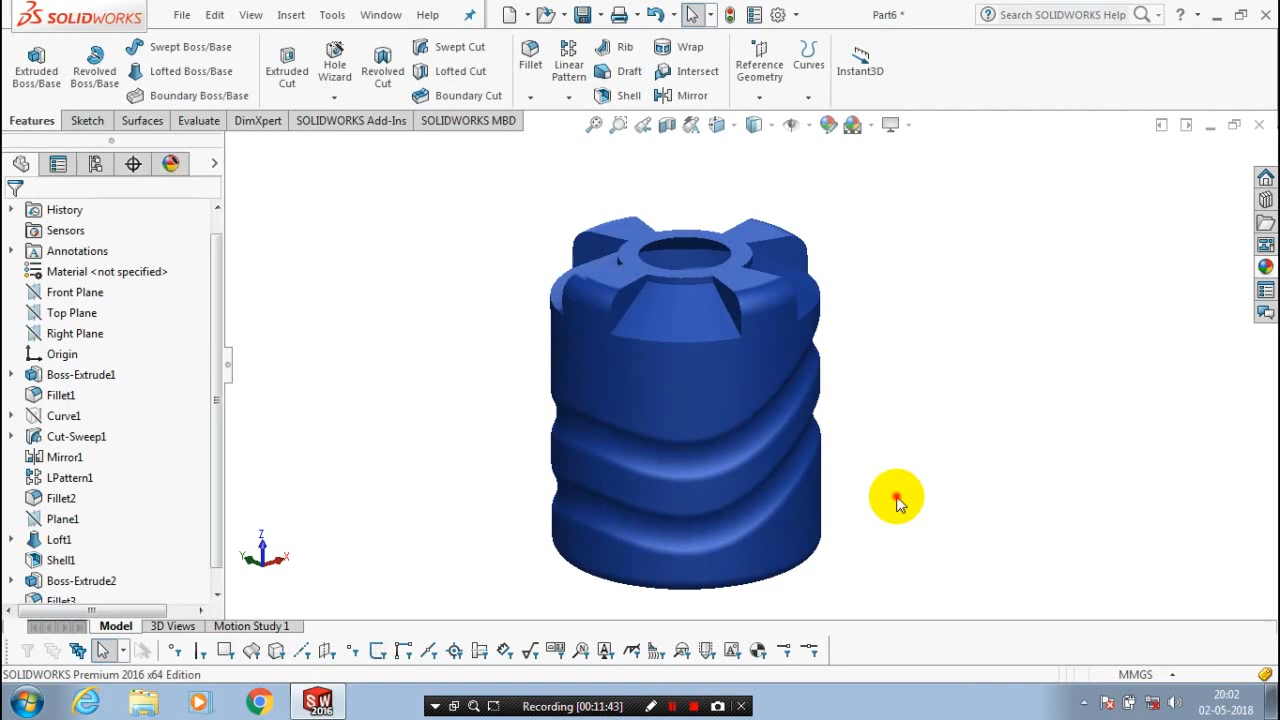 SOLIDWORKS File Edit View Insert Tools Window Help Part6 * Search SOLIDWORKS Help ?
Extruded Boss/Base
Revolved Boss/Base
Swept Boss/Base
Lofted Boss/Base
Boundary Boss/Base
Extruded Cut
Hole Wizard
Revolved Cut
Swept Cut
Lofted Cut
Boundary Cut
Fillet
Linear Pattern
Rib
Draft
Shell
Wrap
Intersect
Mirror
Reference Geometry
Curves
Instant3D
Features Sketch Surfaces Evaluate DimXpert SOLIDWORKS Add-Ins SOLIDWORKS MBD
History
Sensors
Annotations
Material <not specified>
Front Plane
Top Plane
Right Plane
Origin
Boss-Extrude1
Fillet1
Curve1
Cut-Sweep1
Mirror1
LPattern1
Fillet2
Plane1
Loft1
Shell1
Boss-Extrude2
Fillet3
Z
Y X
Model 3D Views Motion Study 1
SOLIDWORKS Premium 2016 x64 Edition MMGS
SW 2016
Recording [00:11:43]
20:02
02-05-2018